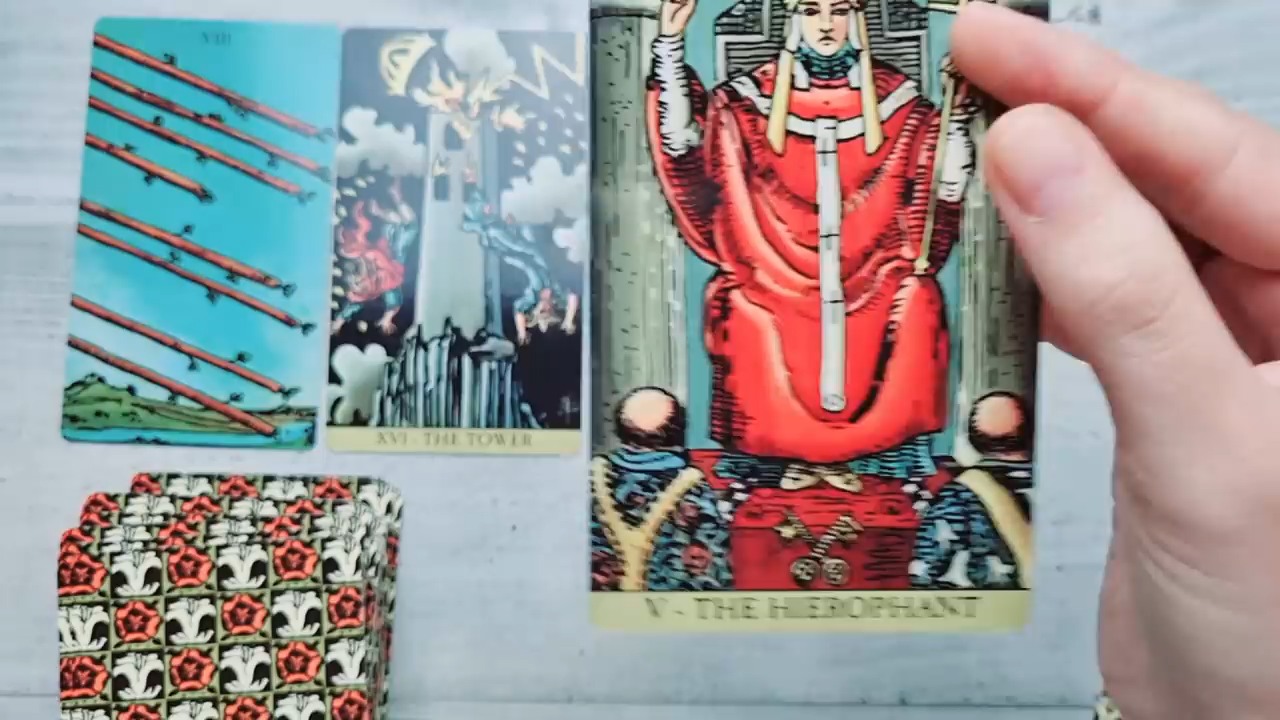 VIII
XVI - THE TOWER
V - THE HIEROPHANT